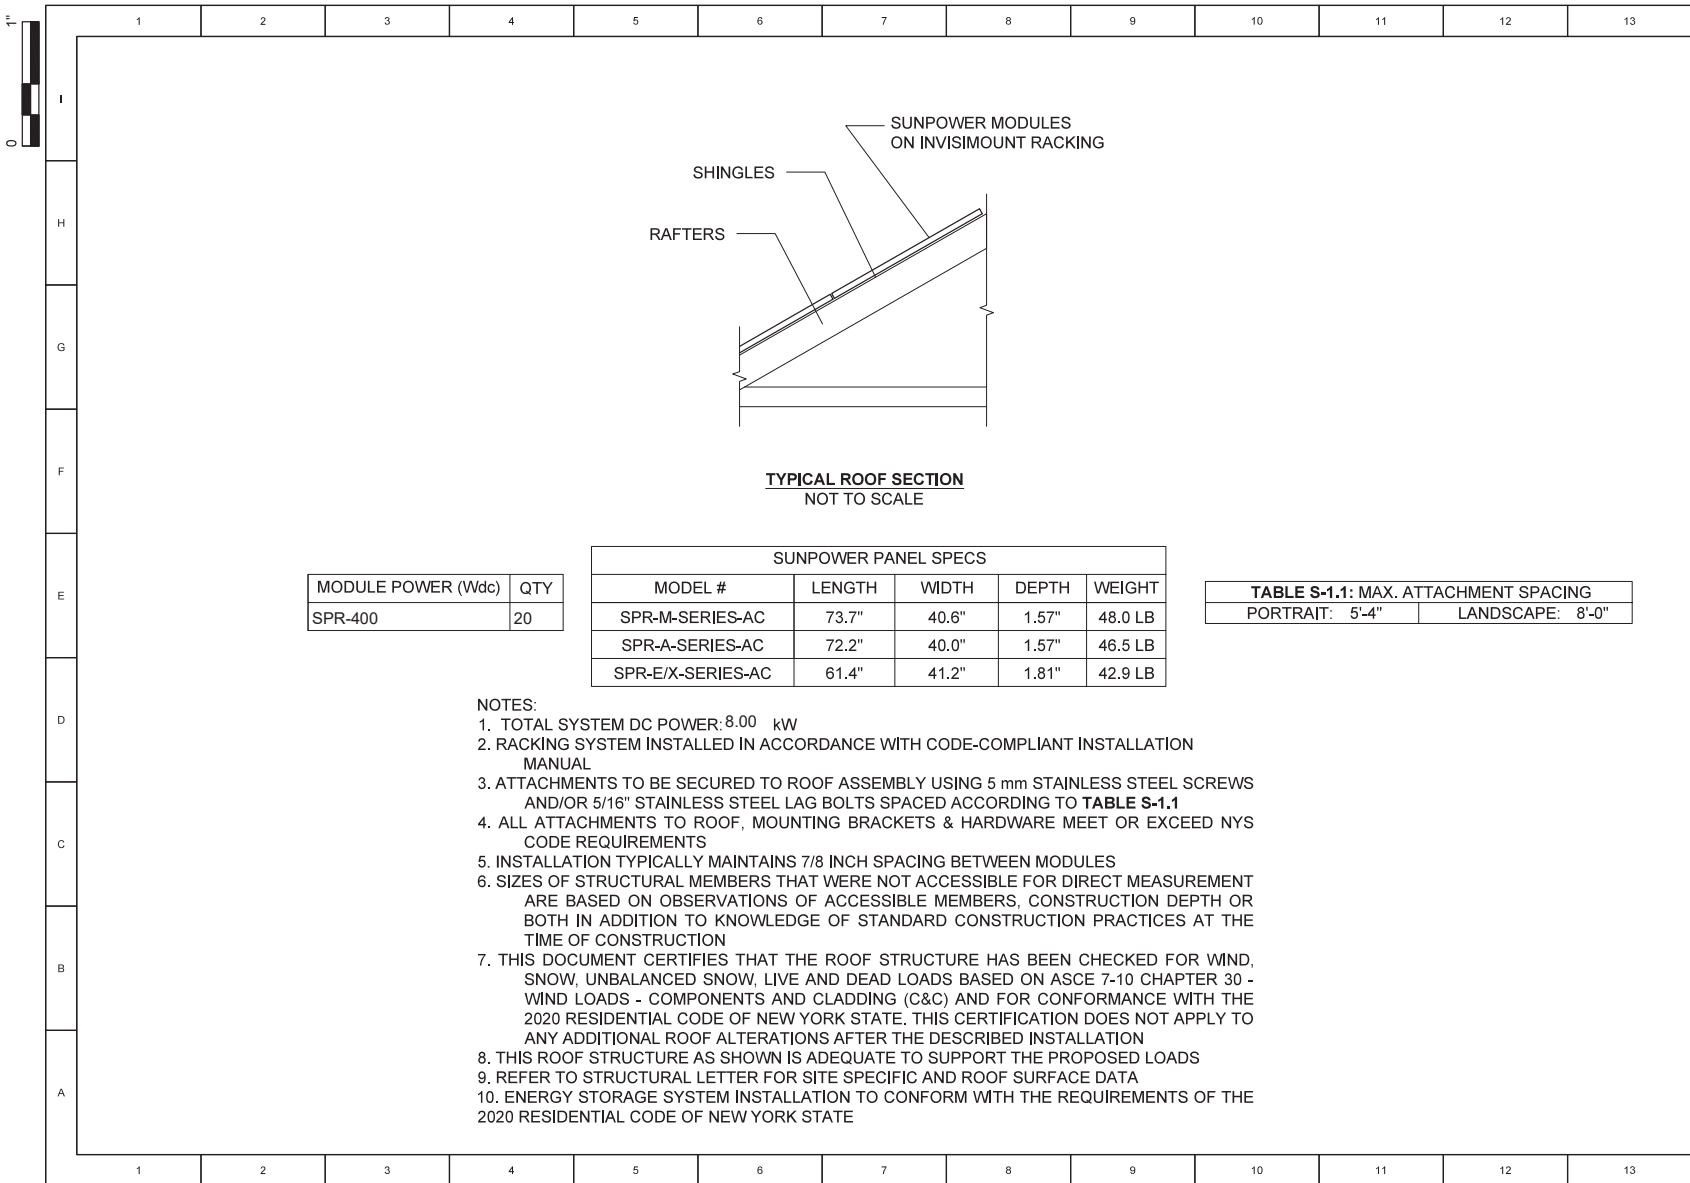 1"
0
1 2 3 4 5 6 7 8 9 10 11 12 13
I
H
G
F
E
D
C
B
A
SUNPOWER MODULES
ON INVISIMOUNT RACKING
SHINGLES
RAFTERS
TYPICAL ROOF SECTION
NOT TO SCALE
MODULE POWER (Wdc) QTY
SPR-400 20
SUNPOWER PANEL SPECS
MODEL # LENGTH WIDTH DEPTH WEIGHT
SPR-M-SERIES-AC 73.7" 40.6" 1.57" 48.0 LB
SPR-A-SERIES-AC 72.2" 40.0" 1.57" 46.5 LB
SPR-E/X-SERIES-AC 61.4" 41.2" 1.81" 42.9 LB
TABLE S-1.1: MAX. ATTACHMENT SPACING
PORTRAIT: 5'-4" LANDSCAPE: 8'-0"
NOTES:
1. TOTAL SYSTEM DC POWER: 8.00 kW
2. RACKING SYSTEM INSTALLED IN ACCORDANCE WITH CODE-COMPLIANT INSTALLATION
MANUAL
3. ATTACHMENTS TO BE SECURED TO ROOF ASSEMBLY USING 5 mm STAINLESS STEEL SCREWS
AND/OR 5/16" STAINLESS STEEL LAG BOLTS SPACED ACCORDING TO TABLE S-1.1
4. ALL ATTACHMENTS TO ROOF, MOUNTING BRACKETS & HARDWARE MEET OR EXCEED NYS
CODE REQUIREMENTS
5. INSTALLATION TYPICALLY MAINTAINS 7/8 INCH SPACING BETWEEN MODULES
6. SIZES OF STRUCTURAL MEMBERS THAT WERE NOT ACCESSIBLE FOR DIRECT MEASUREMENT
ARE BASED ON OBSERVATIONS OF ACCESSIBLE MEMBERS, CONSTRUCTION DEPTH OR
BOTH IN ADDITION TO KNOWLEDGE OF STANDARD CONSTRUCTION PRACTICES AT THE
TIME OF CONSTRUCTION
7. THIS DOCUMENT CERTIFIES THAT THE ROOF STRUCTURE HAS BEEN CHECKED FOR WIND,
SNOW, UNBALANCED SNOW, LIVE AND DEAD LOADS BASED ON ASCE 7-10 CHAPTER 30 -
WIND LOADS - COMPONENTS AND CLADDING (C&C) AND FOR CONFORMANCE WITH THE
2020 RESIDENTIAL CODE OF NEW YORK STATE. THIS CERTIFICATION DOES NOT APPLY TO
ANY ADDITIONAL ROOF ALTERATIONS AFTER THE DESCRIBED INSTALLATION
8. THIS ROOF STRUCTURE AS SHOWN IS ADEQUATE TO SUPPORT THE PROPOSED LOADS
9. REFER TO STRUCTURAL LETTER FOR SITE SPECIFIC AND ROOF SURFACE DATA
10. ENERGY STORAGE SYSTEM INSTALLATION TO CONFORM WITH THE REQUIREMENTS OF THE
2020 RESIDENTIAL CODE OF NEW YORK STATE
1 2 3 4 5 6 7 8 9 10 11 12 13